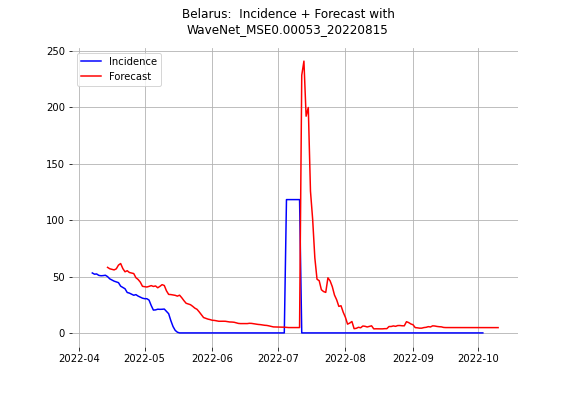 Belarus:  Incidence + Forecast with
WaveNet_MSE0.00053_20220815
Incidence
Forecast
250
200
150
100
50
0
2022-04 2022-05 2022-06 2022-07 2022-08 2022-09 2022-10